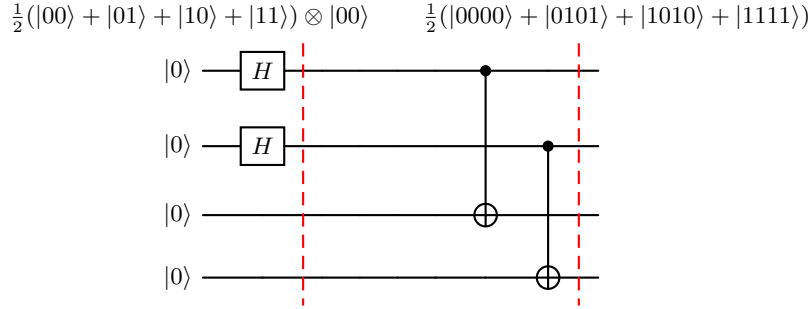 ½(|00⟩ + |01⟩ + |10⟩ + |11⟩) ⊗ |00⟩
½(|0000⟩ + |0101⟩ + |1010⟩ + |1111⟩)
|0⟩ H
|0⟩ H
|0⟩
|0⟩